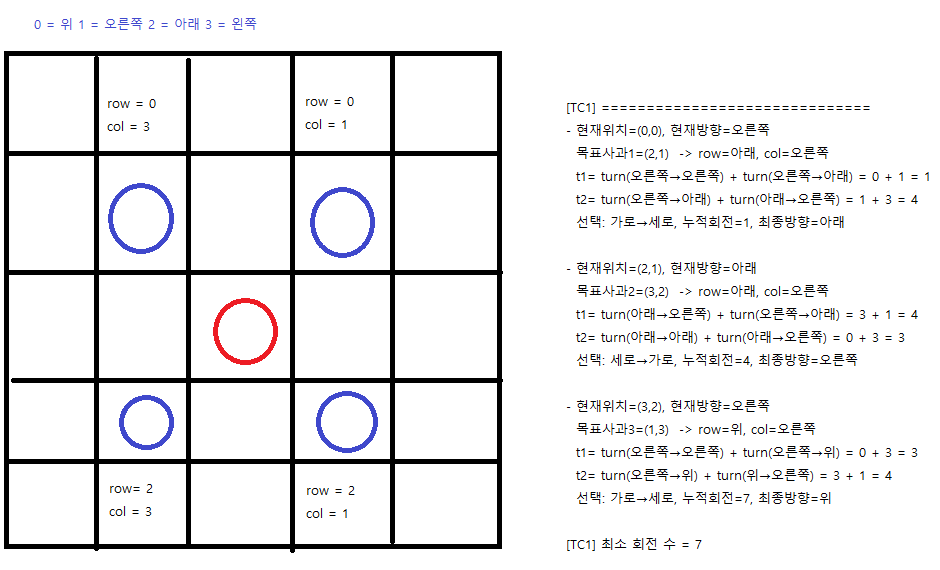 0 = 위 1 = 오른쪽 2 = 아래 3 = 왼쪽
row = 0
col = 3
row = 0
col = 1
row= 2
col = 3
row = 2
col = 1
[TC1] ==============================
- 현재위치=(0,0), 현재방향=오른쪽
목표사과1=(2,1) -> row=아래, col=오른쪽
t1= turn(오른쪽→오른쪽) + turn(오른쪽→아래) = 0 + 1 = 1
t2= turn(오른쪽→아래) + turn(아래→오른쪽) = 1 + 3 = 4
선택: 가로→세로, 누적회전=1, 최종방향=아래
- 현재위치=(2,1), 현재방향=아래
목표사과2=(3,2) -> row=아래, col=오른쪽
t1= turn(아래→오른쪽) + turn(오른쪽→아래) = 3 + 1 = 4
t2= turn(아래→아래) + turn(아래→오른쪽) = 0 + 3 = 3
선택: 세로→가로, 누적회전=4, 최종방향=오른쪽
- 현재위치=(3,2), 현재방향=오른쪽
목표사과3=(1,3) -> row=위, col=오른쪽
t1= turn(오른쪽→오른쪽) + turn(오른쪽→위) = 0 + 3 = 3
t2= turn(오른쪽→위) + turn(위→오른쪽) = 3 + 1 = 4
선택: 가로→세로, 누적회전=7, 최종방향=위
[TC1] 최소 회전 수 = 7